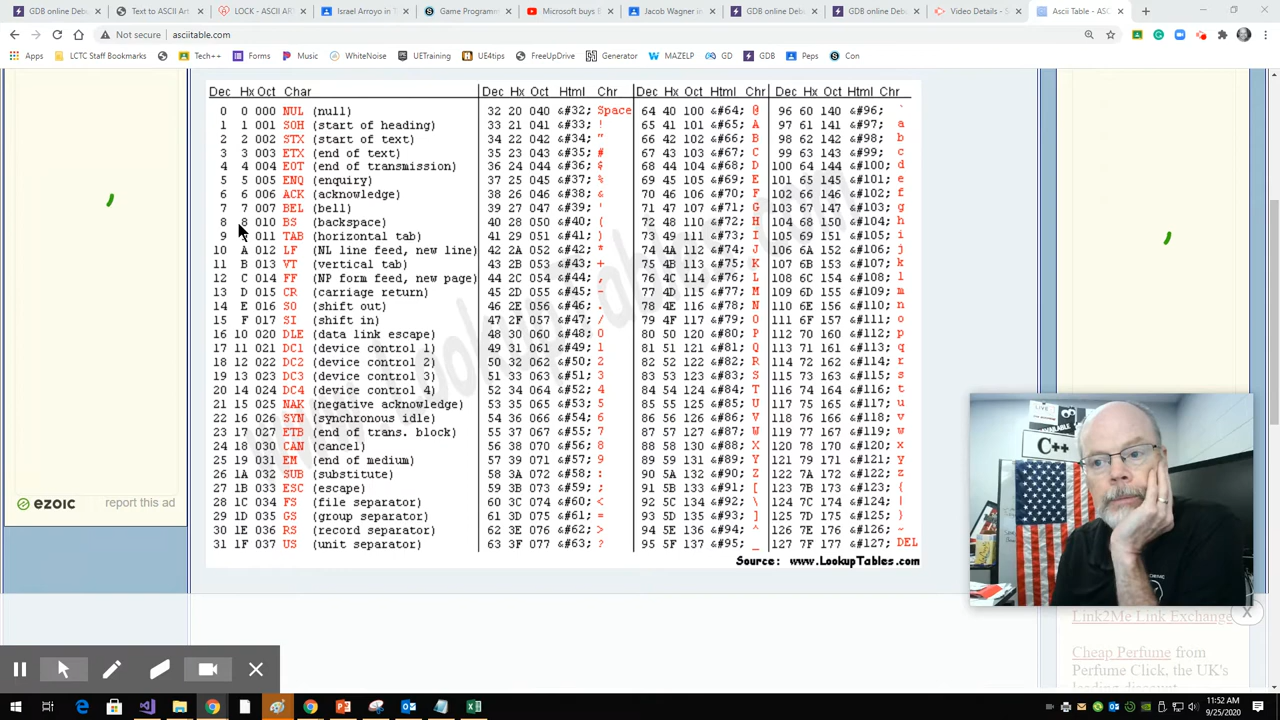 GDB online Debu
Text to ASCII Art
LOCK - ASCII AR
Israel Arroyo in T
Game Programm
Microsoft buys B
Jacob Wagner in
GDB online Debu
GDB online Debu
Video Details - S
Ascii Table - ASC
Not secure asciitable.com
Apps LCTC Staff Bookmarks Tech++ Forms Music WhiteNoise UETraining UE4tips FreeUpDrive Generator MAZELP GD GDB Peps Con
Dec Hx Oct Char Dec Hx Oct Html Chr Dec Hx Oct Html Chr Dec Hx Oct Html Chr
0 0 000 NUL (null) 32 20 040 &#32; Space 64 40 100 &#64; @ 96 60 140 &#96; `
1 1 001 SOH (start of heading) 33 21 041 &#33; ! 65 41 101 &#65; A 97 61 141 &#97; a
2 2 002 STX (start of text) 34 22 042 &#34; " 66 42 102 &#66; B 98 62 142 &#98; b
3 3 003 ETX (end of text) 35 23 043 &#35; # 67 43 103 &#67; C 99 63 143 &#99; c
4 4 004 EOT (end of transmission) 36 24 044 &#36; $ 68 44 104 &#68; D 100 64 144 &#100; d
5 5 005 ENQ (enquiry) 37 25 045 &#37; % 69 45 105 &#69; E 101 65 145 &#101; e
6 6 006 ACK (acknowledge) 38 26 046 &#38; & 70 46 106 &#70; F 102 66 146 &#102; f
7 7 007 BEL (bell) 39 27 047 &#39; ' 71 47 107 &#71; G 103 67 147 &#103; g
8 8 010 BS (backspace) 40 28 050 &#40; ( 72 48 110 &#72; H 104 68 150 &#104; h
9 011 TAB (horizontal tab) 41 29 051 &#41; ) 73 49 111 &#73; I 105 69 151 &#105; i
10 A 012 LF (NL line feed, new line) 42 2A 052 &#42; * 74 4A 112 &#74; J 106 6A 152 &#106; j
11 B 013 VT (vertical tab) 43 2B 053 &#43; + 75 4B 113 &#75; K 107 6B 153 &#107; k
12 C 014 FF (NP form feed, new page) 44 2C 054 &#44; , 76 4C 114 &#76; L 108 6C 154 &#108; l
13 D 015 CR (carriage return) 45 2D 055 &#45; - 77 4D 115 &#77; M 109 6D 155 &#109; m
14 E 016 SO (shift out) 46 2E 056 &#46; . 78 4E 116 &#78; N 110 6E 156 &#110; n
15 F 017 SI (shift in) 47 2F 057 &#47; / 79 4F 117 &#79; O 111 6F 157 &#111; o
16 10 020 DLE (data link escape) 48 30 060 &#48; 0 80 50 120 &#80; P 112 70 160 &#112; p
17 11 021 DC1 (device control 1) 49 31 061 &#49; 1 81 51 121 &#81; Q 113 71 161 &#113; q
18 12 022 DC2 (device control 2) 50 32 062 &#50; 2 82 52 122 &#82; R 114 72 162 &#114; r
19 13 023 DC3 (device control 3) 51 33 063 &#51; 3 83 53 123 &#83; S 115 73 163 &#115; s
20 14 024 DC4 (device control 4) 52 34 064 &#52; 4 84 54 124 &#84; T 116 74 164 &#116; t
21 15 025 NAK (negative acknowledge) 53 35 065 &#53; 5 85 55 125 &#85; U 117 75 165 &#117; u
22 16 026 SYN (synchronous idle) 54 36 066 &#54; 6 86 56 126 &#86; V 118 76 166 &#118; v
23 17 027 ETB (end of trans. block) 55 37 067 &#55; 7 87 57 127 &#87; W 119 77 167 &#119; w
24 18 030 CAN (cancel) 56 38 070 &#56; 8 88 58 130 &#88; X 120 78 170 &#120; x
25 19 031 EM (end of medium) 57 39 071 &#57; 9 89 59 131 &#89; Y 121 79 171 &#121; y
26 1A 032 SUB (substitute) 58 3A 072 &#58; : 90 5A 132 &#90; Z 122 7A 172 &#122; z
27 1B 033 ESC (escape) 59 3B 073 &#59; ; 91 5B 133 &#91; [ 123 7B 173 &#123; {
28 1C 034 FS (file separator) 60 3C 074 &#60; < 92 5C 134 &#92; \ 124 7C 174 &#124; |
29 1D 035 GS (group separator) 61 3D 075 &#61; = 93 5D 135 &#93; ] 125 7D 175 &#125; }
30 1E 036 RS (record separator) 62 3E 076 &#62; > 94 5E 136 &#94; ^ 126 7E 176 &#126; ~
31 1F 037 US (unit separator) 63 3F 077 &#63; ? 95 5F 137 &#95; _ 127 7F 177 &#127; DEL
Source: www.LookupTables.com
ezoic report this ad
LIVE
C++
Link2Me Link Exchange
X
Cheap Perfume from
Perfume Click, the UK's
leading discount
11:52 AM
9/25/2020